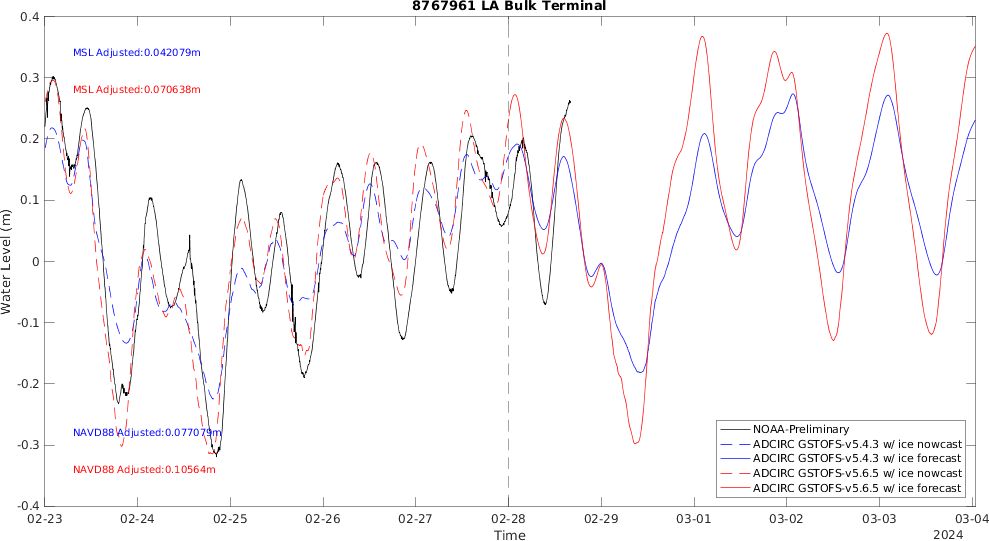 8767961 LA Bulk Terminal
0.4
0.3
0.2
0.1
0
-0.1
-0.2
-0.3
-0.4
Water Level (m)
MSL Adjusted:0.042079m
MSL Adjusted:0.070638m
NAVD88 Adjusted:0.077079m
NAVD88 Adjusted:0.10564m
NOAA-Preliminary
ADCIRC GSTOFS-v5.4.3 w/ ice nowcast
ADCIRC GSTOFS-v5.4.3 w/ ice forecast
ADCIRC GSTOFS-v5.6.5 w/ ice nowcast
ADCIRC GSTOFS-v5.6.5 w/ ice forecast
02-23 02-24 02-25 02-26 02-27 02-28 02-29 03-01 03-02 03-03 03-04
Time
2024